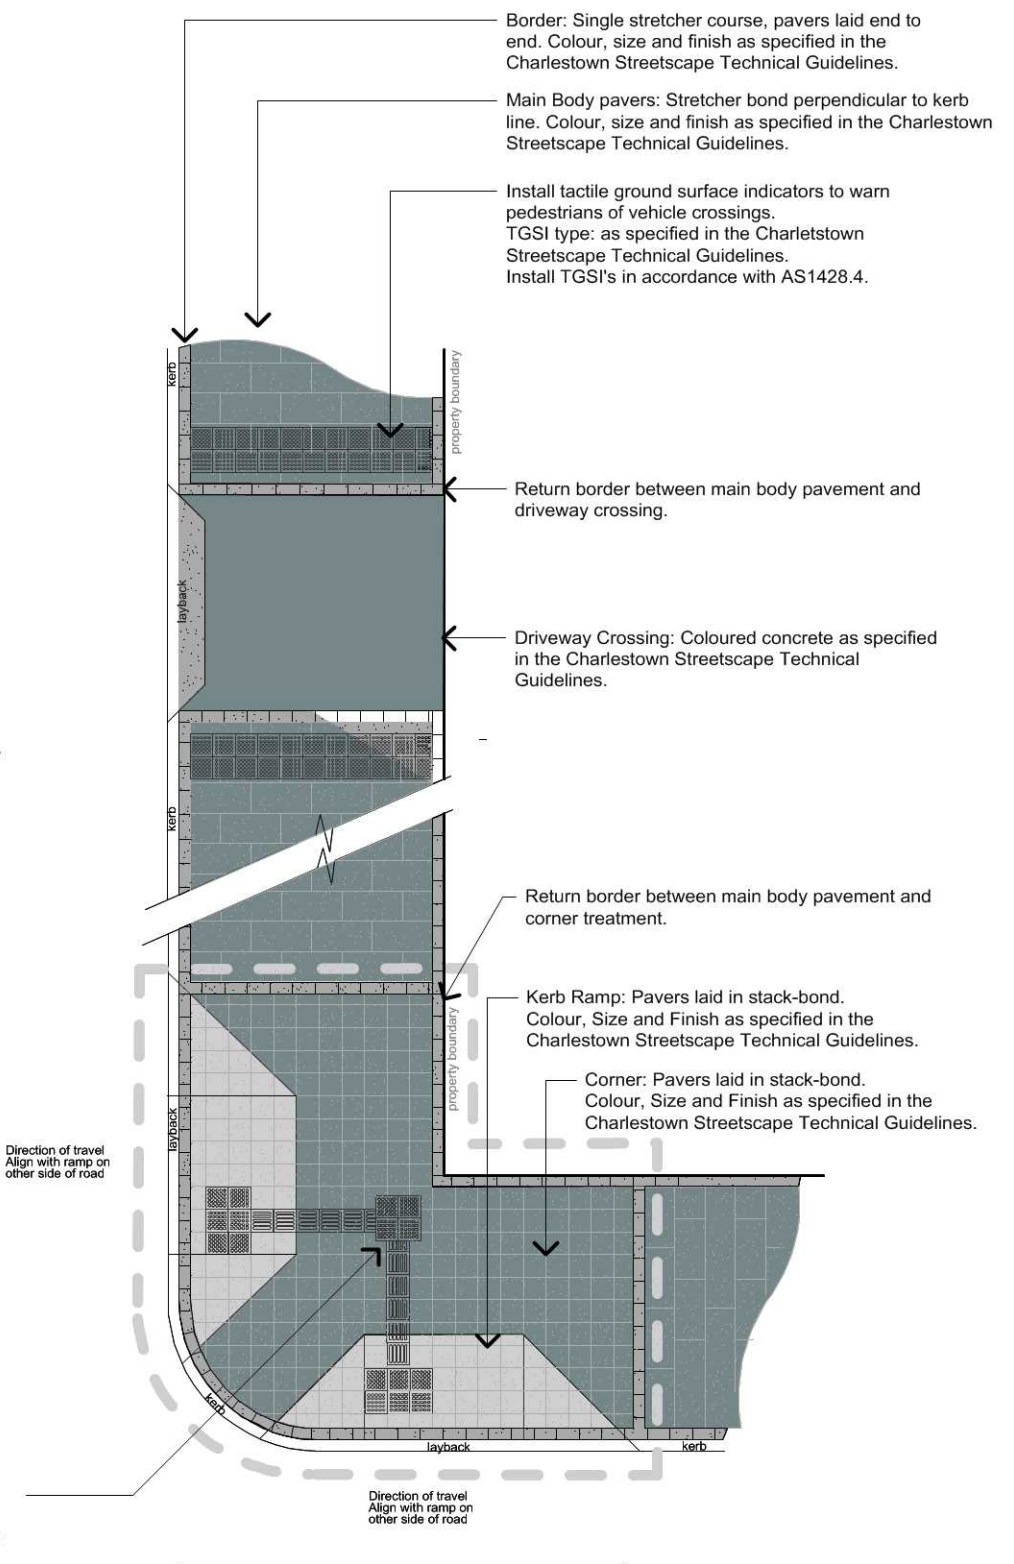 Border: Single stretcher course, pavers laid end to
end. Colour, size and finish as specified in the
Charlestown Streetscape Technical Guidelines.
Main Body pavers: Stretcher bond perpendicular to kerb
line. Colour, size and finish as specified in the Charlestown
Streetscape Technical Guidelines.
Install tactile ground surface indicators to warn
pedestrians of vehicle crossings.
TGSI type: as specified in the Charletstown
Streetscape Technical Guidelines.
Install TGSI's in accordance with AS1428.4.
kerb
property boundary
Return border between main body pavement and
driveway crossing.
layback
Driveway Crossing: Coloured concrete as specified
in the Charlestown Streetscape Technical
Guidelines.
kerb
Return border between main body pavement and
corner treatment.
Kerb Ramp: Pavers laid in stack-bond.
Colour, Size and Finish as specified in the
Charlestown Streetscape Technical Guidelines.
property boundary
Corner: Pavers laid in stack-bond.
Colour, Size and Finish as specified in the
Charlestown Streetscape Technical Guidelines.
layback
Direction of travel
Align with ramp on
other side of road
kerb
layback
kerb
Direction of travel
Align with ramp on
other side of road